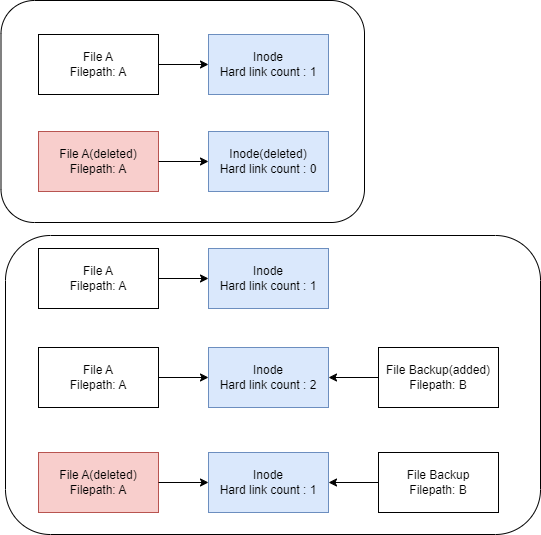 File A
Filepath: A
Inode
Hard link count : 1
File A(deleted)
Filepath: A
Inode(deleted)
Hard link count : 0
File A
Filepath: A
Inode
Hard link count : 1
File A
Filepath: A
Inode
Hard link count : 2
File Backup(added)
Filepath: B
File A(deleted)
Filepath: A
Inode
Hard link count : 1
File Backup
Filepath: B